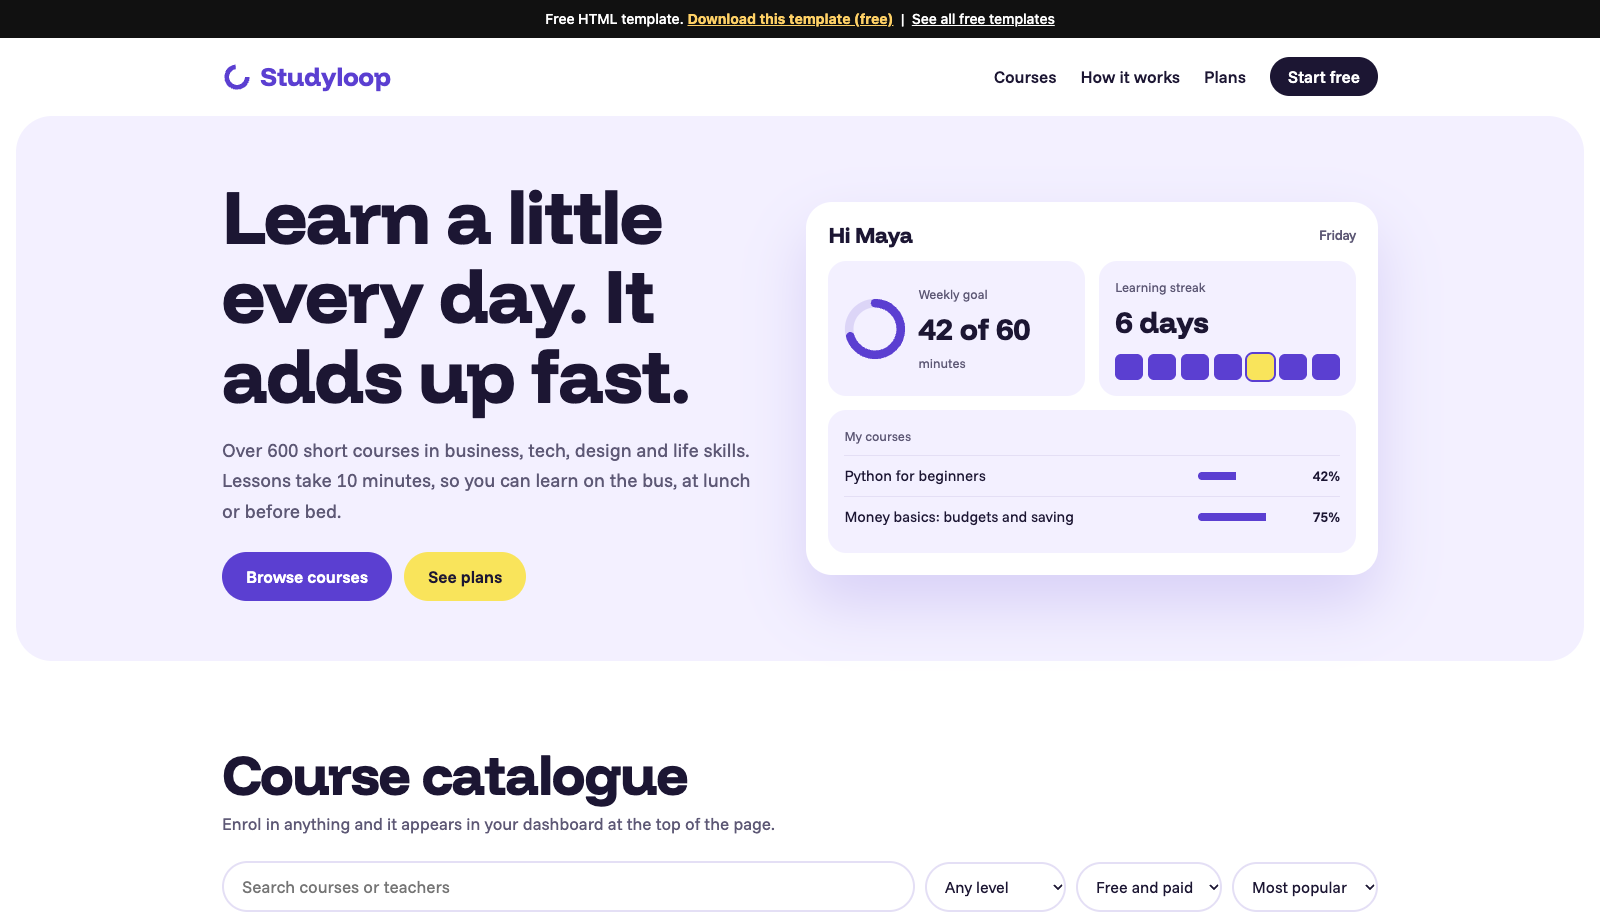 Free HTML template. Download this template (free) | See all free templates
Studyloop
Courses
How it works
Plans
Start free
Learn a little
every day. It
adds up fast.
Over 600 short courses in business, tech, design and life skills.
Lessons take 10 minutes, so you can learn on the bus, at lunch
or before bed.
Browse courses
See plans
Hi Maya
Friday
Weekly goal
42 of 60
minutes
Learning streak
6 days
My courses
Python for beginners
42%
Money basics: budgets and saving
75%
Course catalogue
Enrol in anything and it appears in your dashboard at the top of the page.
Search courses or teachers
Any level
Free and paid
Most popular